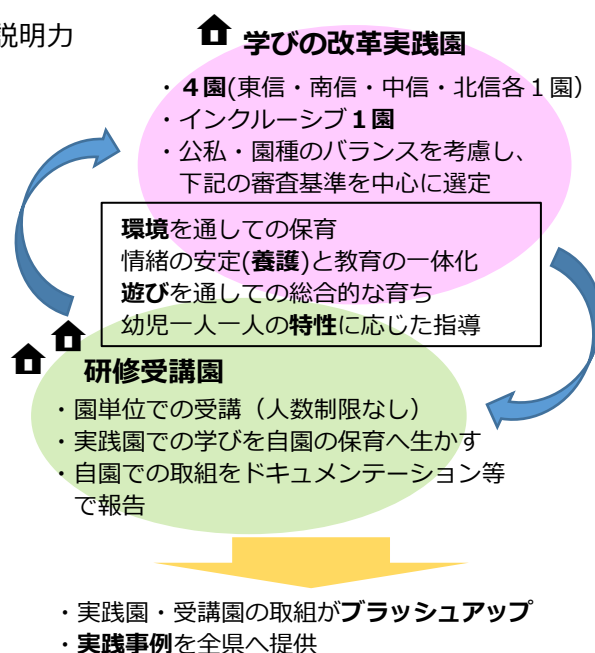 説明力
学びの改革実践園
・４園(東信・南信・中信・北信各１園）
・インクルーシブ１園
・公私・園種のバランスを考慮し、
下記の審査基準を中心に選定
環境を通しての保育
情緒の安定(養護)と教育の一体化
遊びを通しての総合的な育ち
幼児一人一人の特性に応じた指導
研修受講園
・園単位での受講（人数制限なし）
・実践園での学びを自園の保育へ生かす
・自園での取組をドキュメンテーション等
で報告
・実践園・受講園の取組がブラッシュアップ
・実践事例を全県へ提供